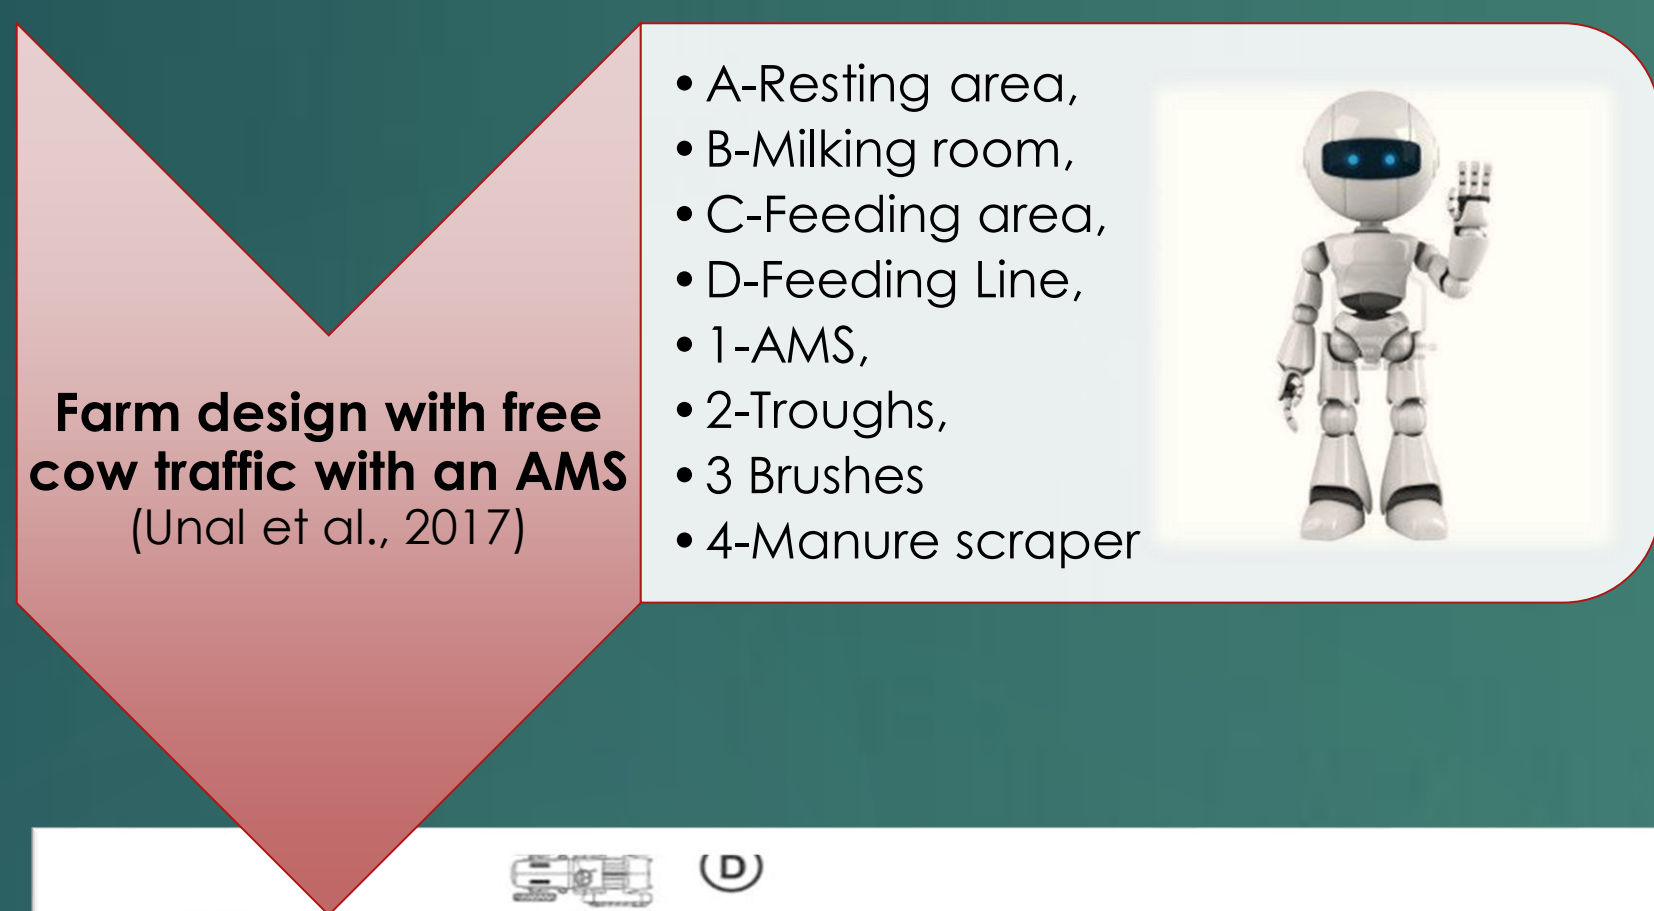 Farm design with free
cow traffic with an AMS
(Unal et al., 2017)
• A-Resting area,
• B-Milking room,
• C-Feeding area,
• D-Feeding Line,
• 1-AMS,
• 2-Troughs,
• 3 Brushes
• 4-Manure scraper
D